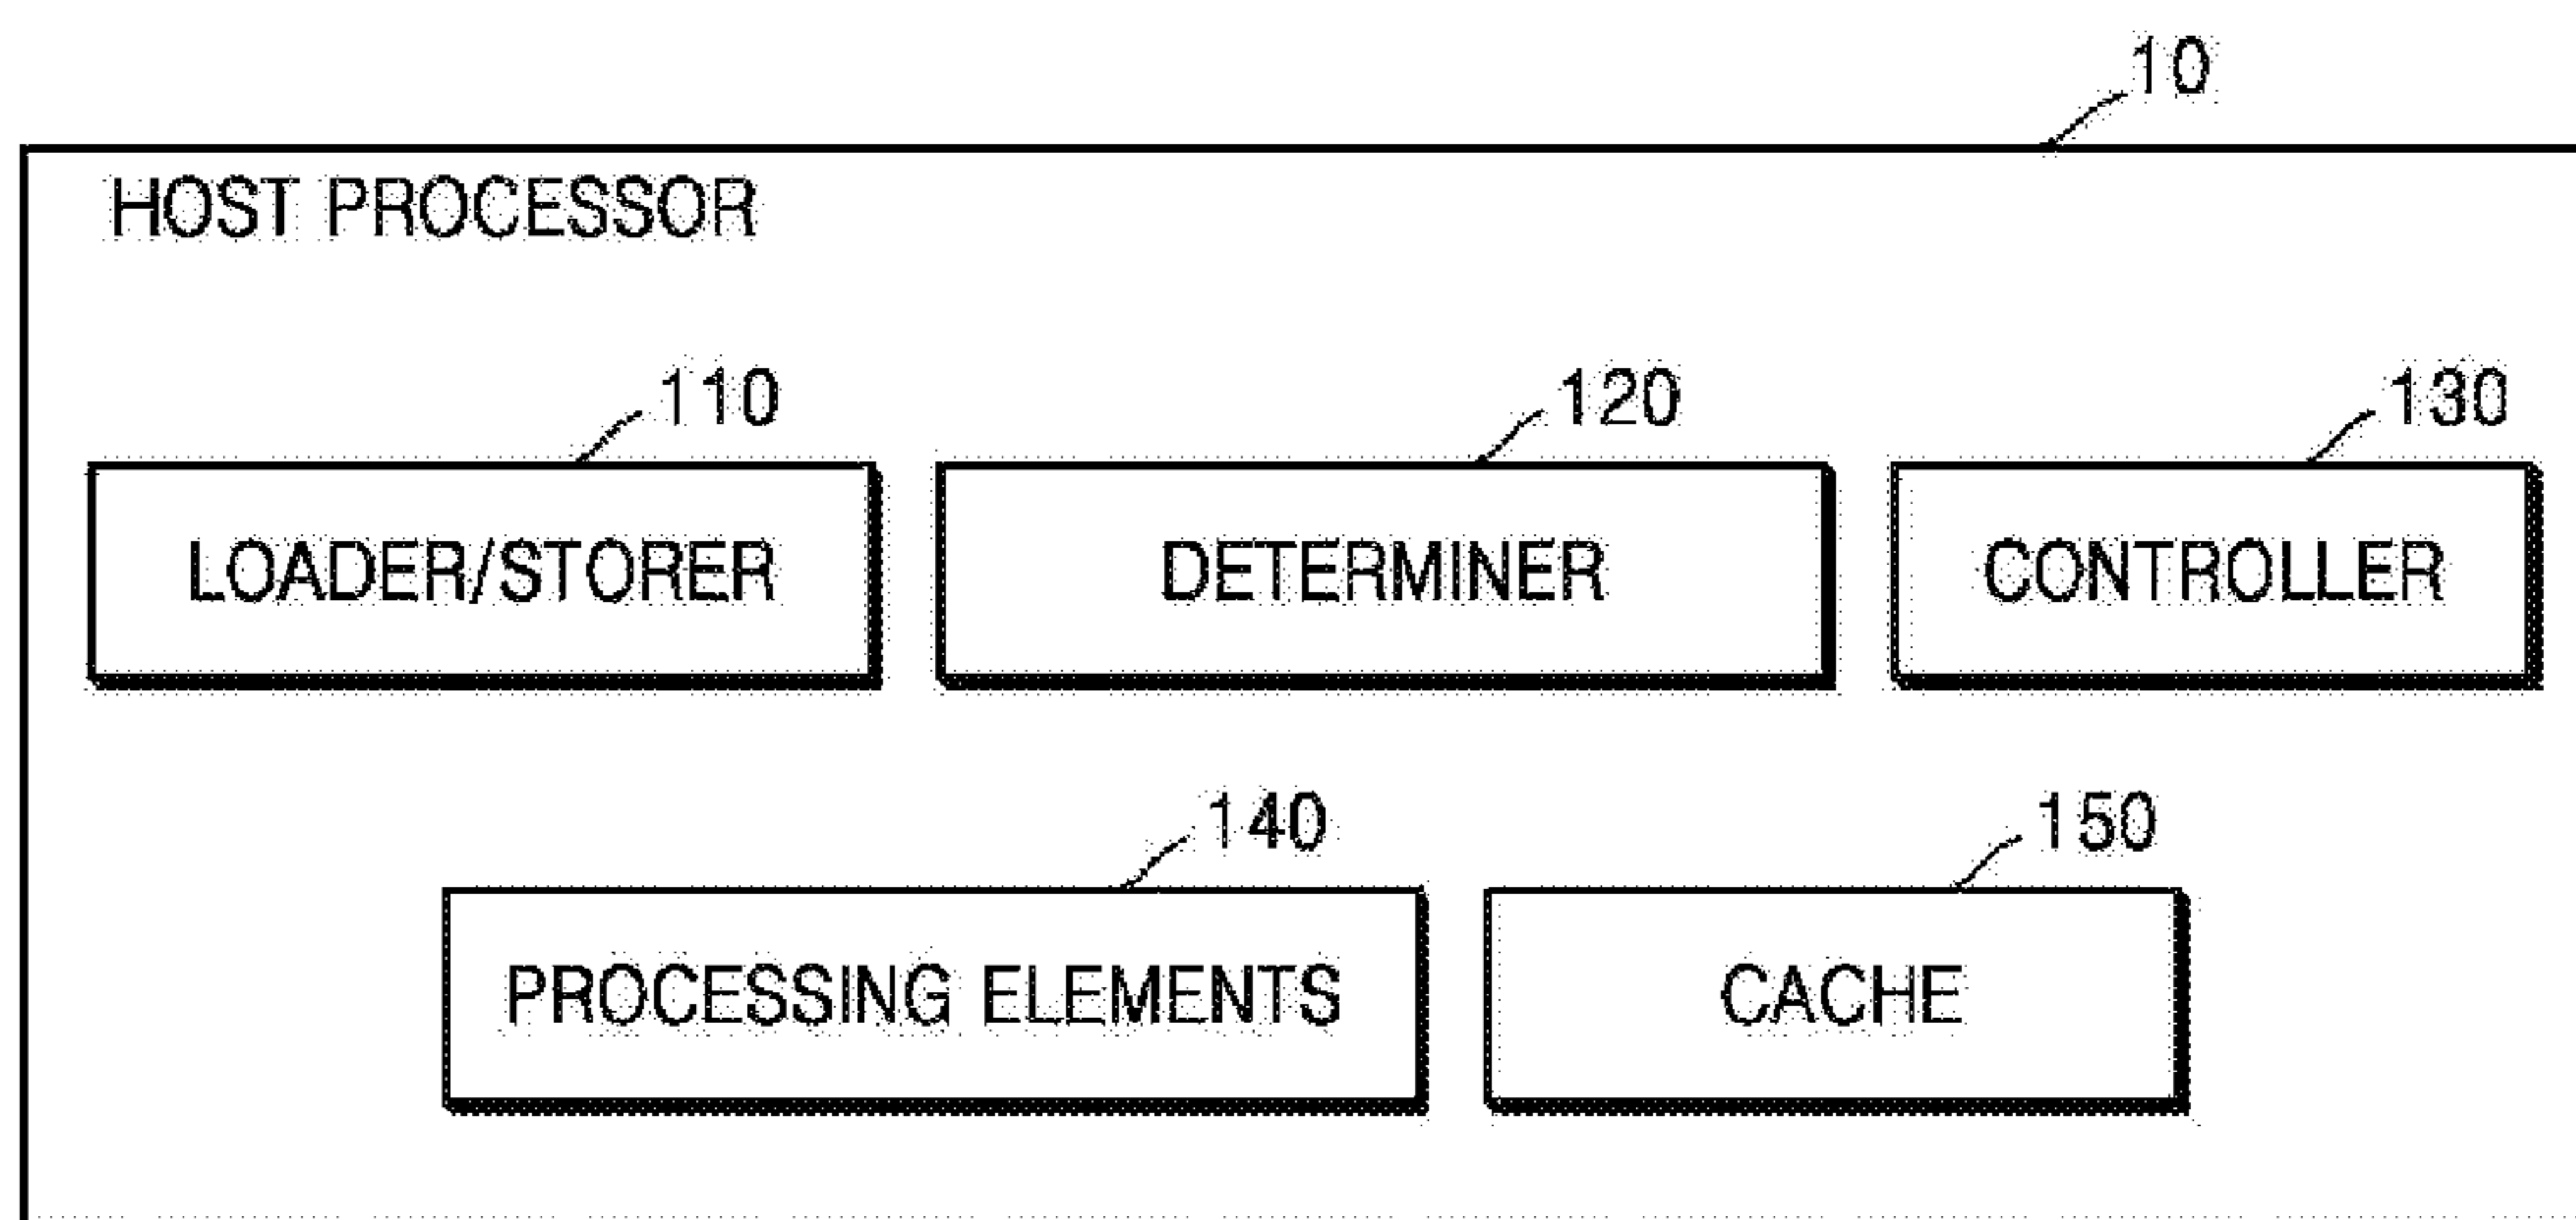 10
HOST PROCESSOR
110
120
130
LOADER/STORER
DETERMINER
CONTROLLER
140
150
PROCESSING ELEMENTS
CACHE